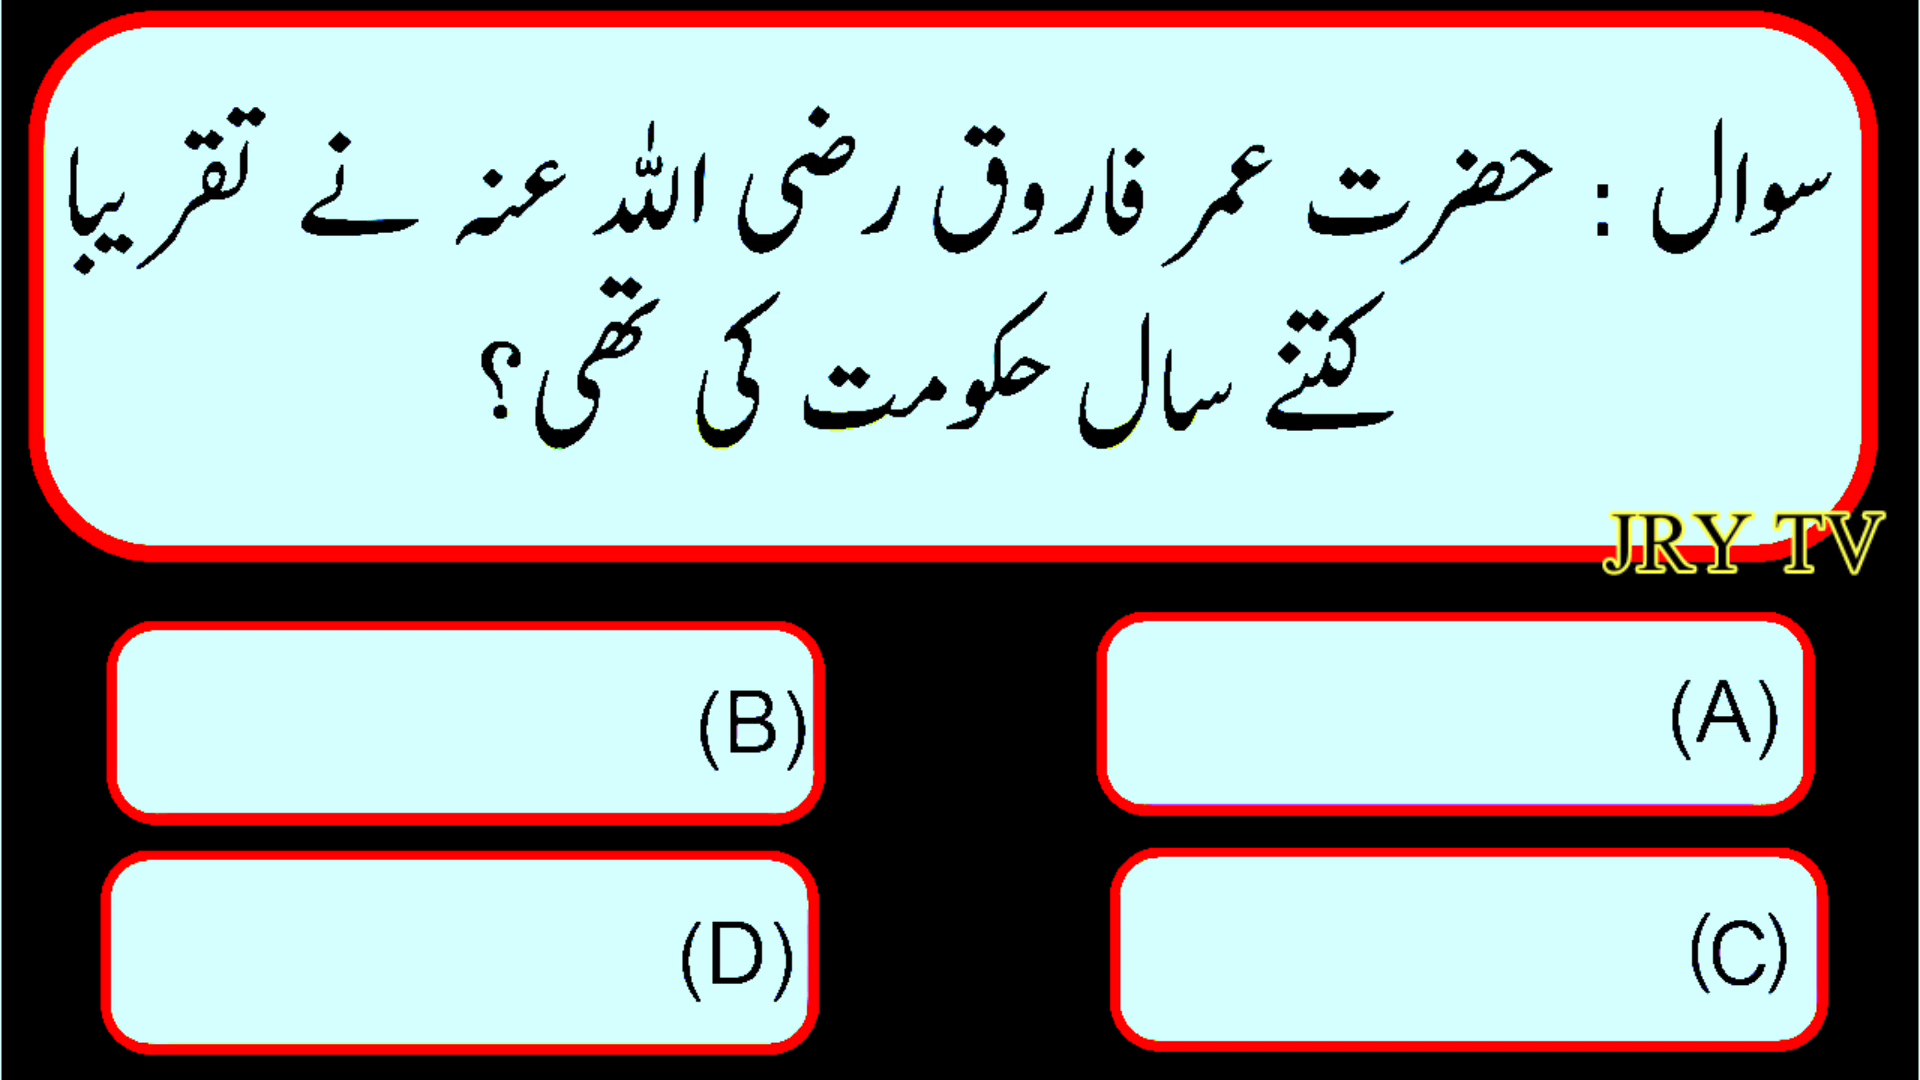 سوال : حضرت عمر فاروق رضی اللہ عنہ نے تقریبا
کتنے سال حکومت کی تھی؟
JRY TV
(A)
(B)
(C)
(D)